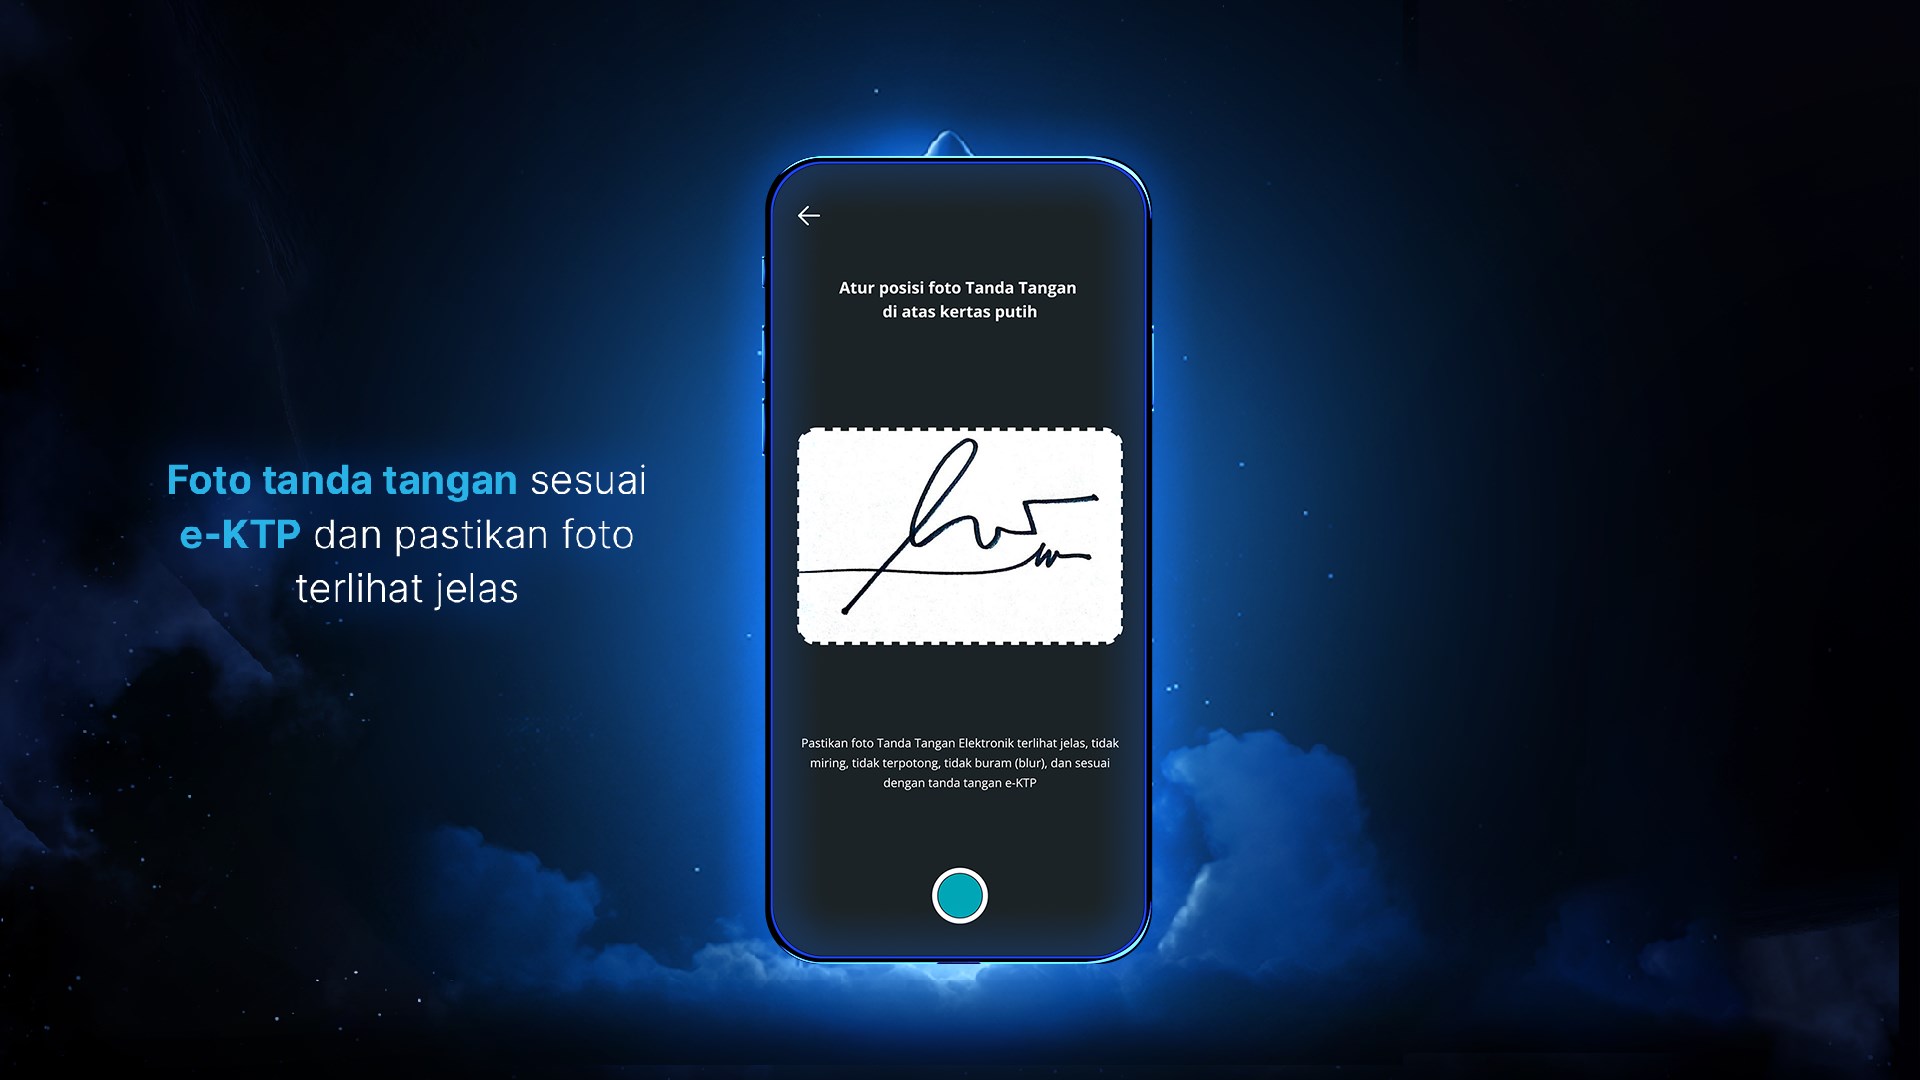 Foto tanda tangan sesuai
e-KTP dan pastikan foto
terlihat jelas
Atur posisi foto Tanda Tangan
di atas kertas putih
Pastikan foto Tanda Tangan Elektronik terlihat jelas, tidak
miring, tidak terpotong, tidak buram (blur), dan sesuai
dengan tanda tangan e-KTP